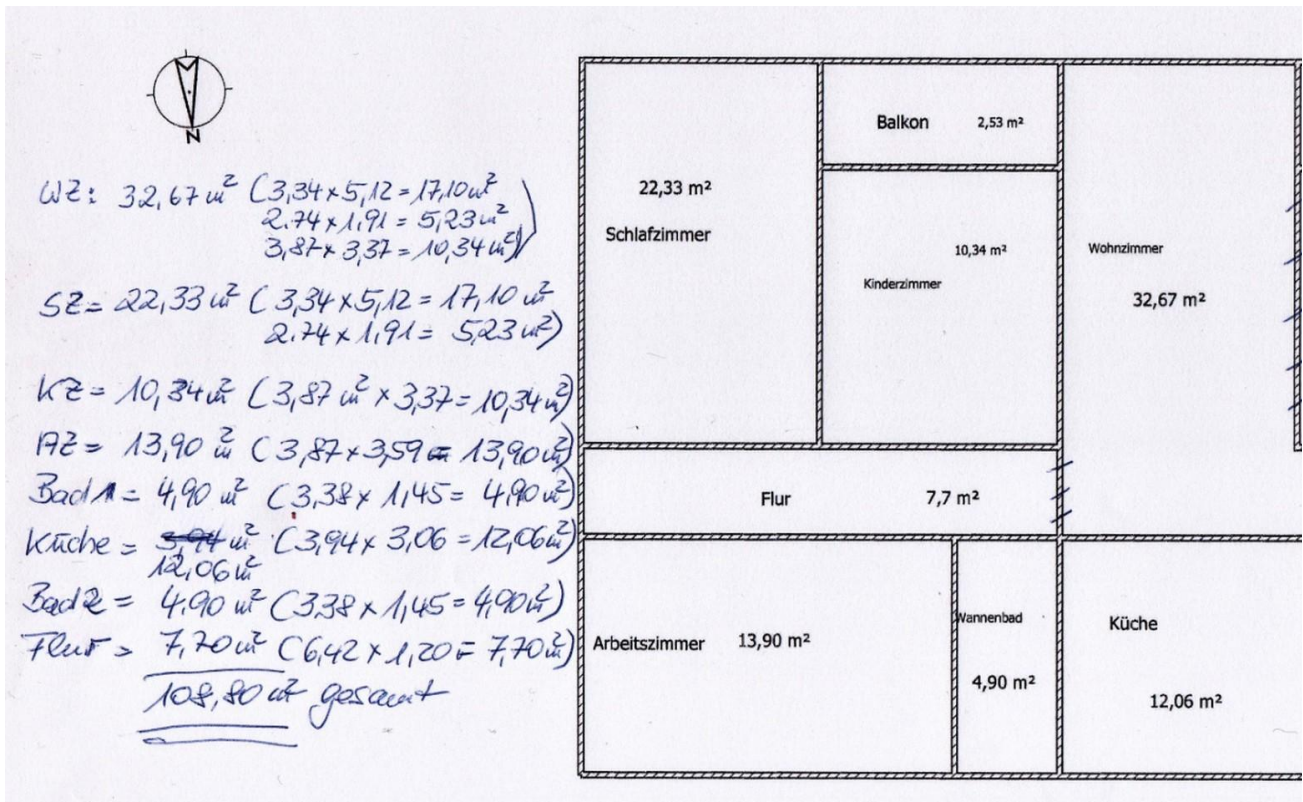 N
WZ: 32,67 m² (3,34 x 5,12 = 17,10 m²
2.74 x 1,91 = 5,23 m²
3,87 x 3,37 = 10,34 m²)
SZ = 22,33 m² (3,34 x 5,12 = 17,10 m²
2.74 x 1,91 = 5,23 m²)
KZ = 10,34 m² (3,87 m² x 3,37 = 10,34 m²)
AZ = 13,90 m² (3,87 x 3,59 = 13,90 m²)
Bad 1 = 4,90 m² (3,38 x 1,45 = 4,90 m²)
Küche = 3,94 m² (3,94 x 3,06 = 12,06 m²)
12,06 m²
Bad 2 = 4.90 m² (3.38 x 1,45 = 4,90 m²)
Flur = 7,70 m² (6,42 x 1,20 = 7,70 m²)
108,80 m² gesamt
Balkon 2,53 m²
22,33 m²
Schlafzimmer
10,34 m²
Kinderzimmer
Wohnzimmer
32,67 m²
Flur 7,7 m²
Arbeitszimmer 13,90 m²
Wannenbad
4,90 m²
Küche
12,06 m²